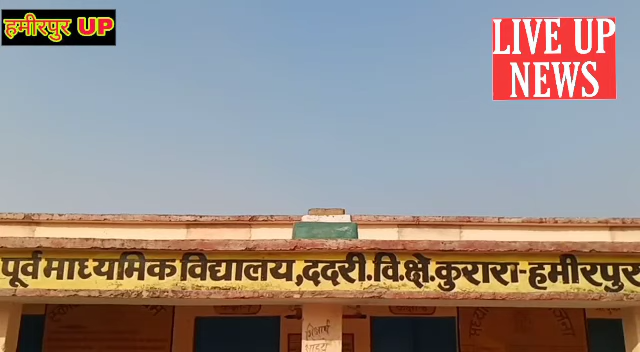 हमीरपुर UP
LIVE UP
NEWS
पूर्व माध्यमिक विद्यालय, ददरी. वि. क्षे. कुरारा-हमीरपुर